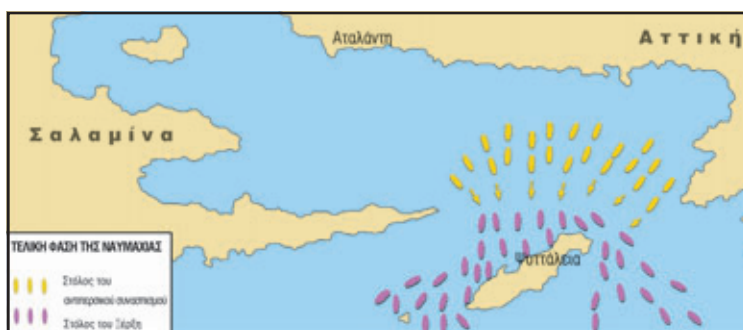 Αταλάντη
Αττική
Σαλαμίνα
Ψυττάλεια
ΤΕΛΙΚΗ ΦΑΣΗ ΤΗΣ ΝΑΥΜΑΧΙΑΣ
Στόλος του
αντιπερσικού συνασπισμού
Στόλος του Ξέρξη